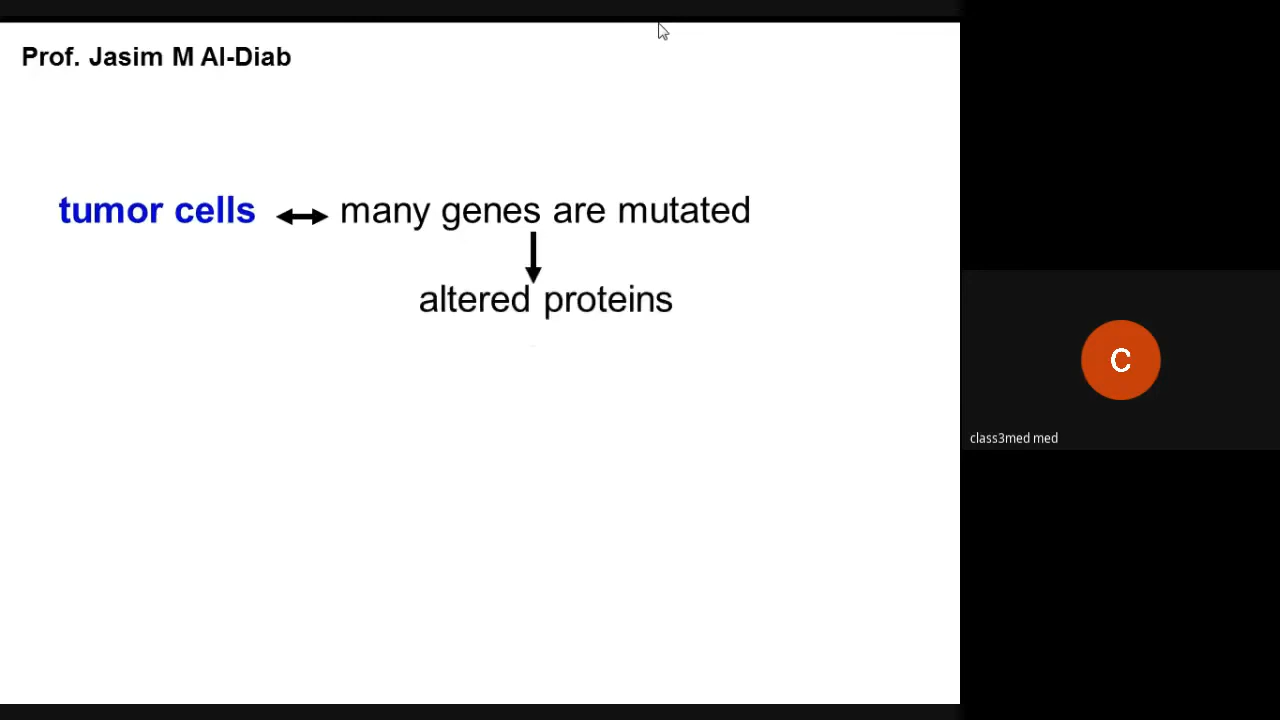 Prof. Jasim M Al-Diab
tumor cells ↔ many genes are mutated
altered proteins
C
class3med med